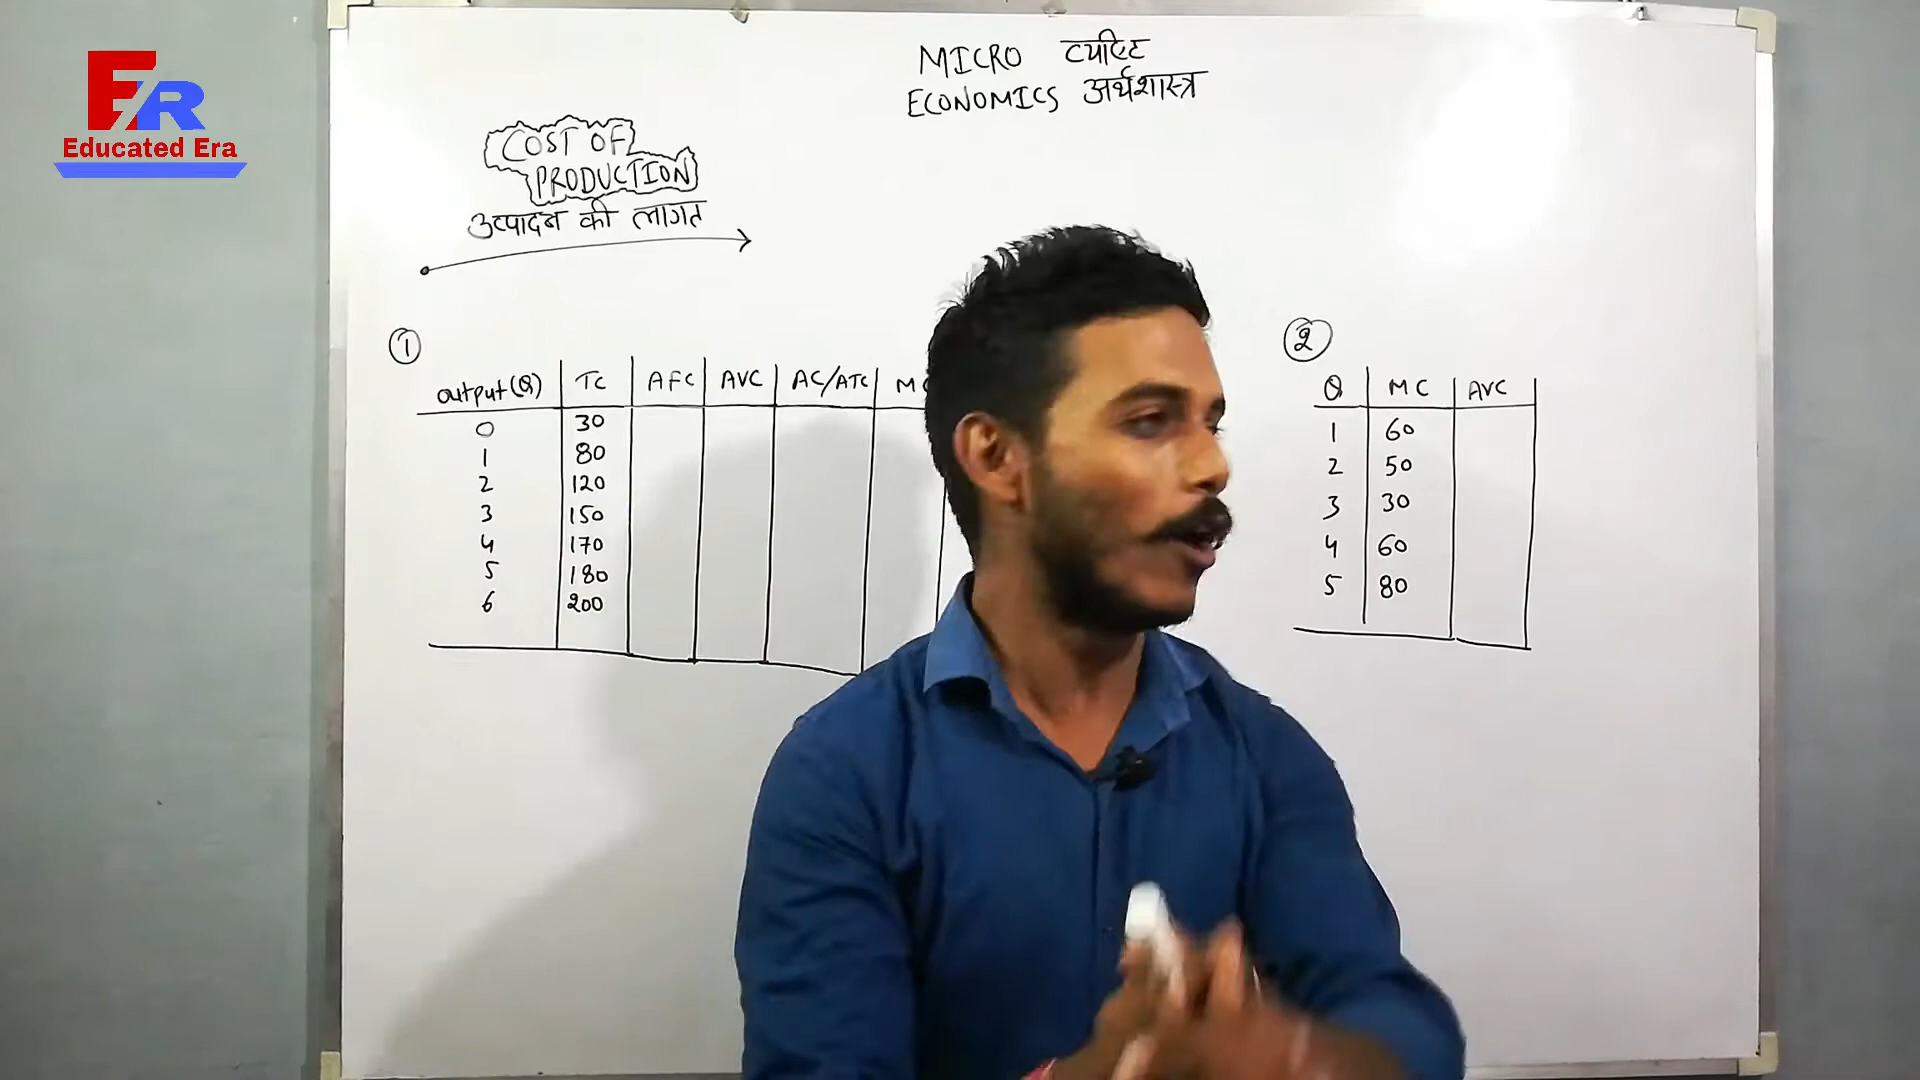 ER
Educated Era
MICRO व्यष्टि
ECONOMICS अर्थशास्त्र
COST OF
PRODUCTION
उत्पादन की लागत
1
output(Q) TC AFC AVC AC/ATC MC
0 30
1 80
2 120
3 150
4 170
5 180
6 200
2
Q MC AVC
1 60
2 50
3 30
4 60
5 80